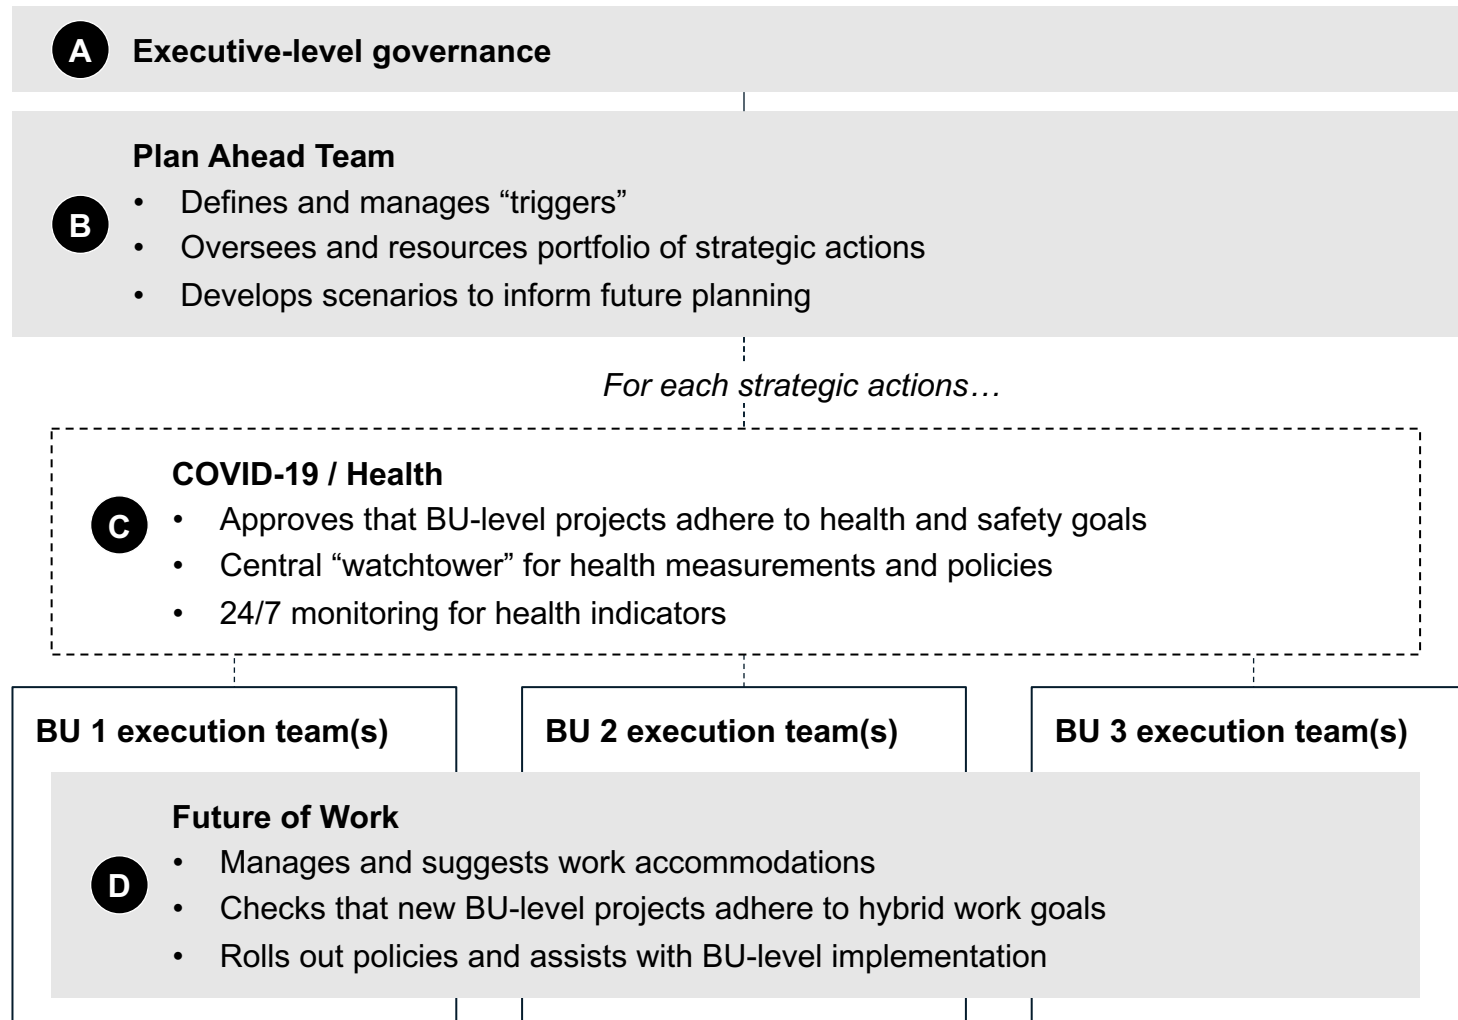 A Executive-level governance
Plan Ahead Team
B
• Defines and manages “triggers”
• Oversees and resources portfolio of strategic actions
• Develops scenarios to inform future planning
For each strategic actions…
COVID-19 / Health
C
• Approves that BU-level projects adhere to health and safety goals
• Central “watchtower” for health measurements and policies
• 24/7 monitoring for health indicators
BU 1 execution team(s)
BU 2 execution team(s)
BU 3 execution team(s)
Future of Work
D
• Manages and suggests work accommodations
• Checks that new BU-level projects adhere to hybrid work goals
• Rolls out policies and assists with BU-level implementation